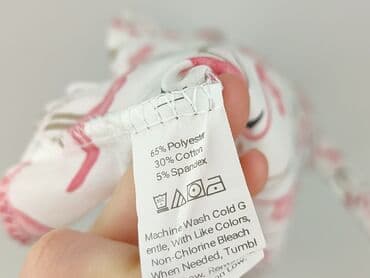 65% Polyester
30% Cotton
5% Spandex
Machine Wash Cold G
entle, With Like Colors,
Non-Chlorine Bleach
When Needed, Tumbl
Low.